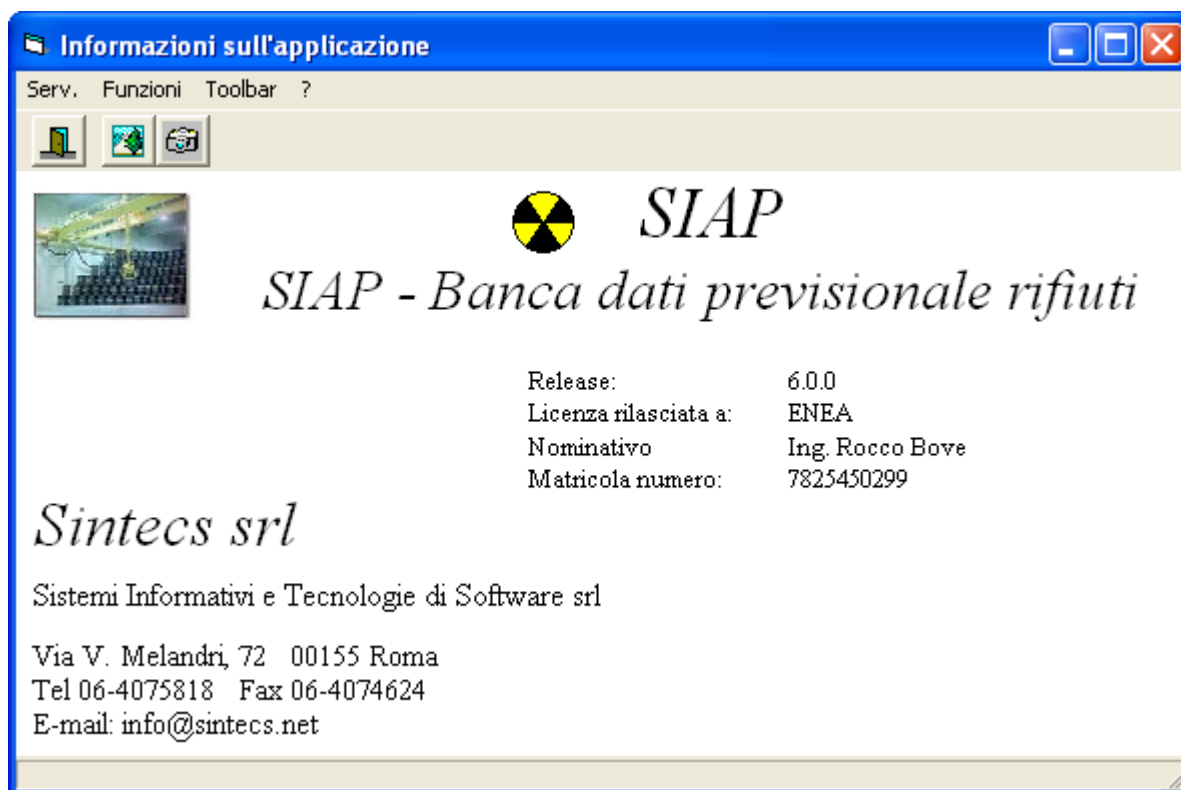 Informazioni sull'applicazione
Serv. Funzioni Toolbar ?
SIAP
SIAP - Banca dati previsionale rifiuti
Release: 6.0.0
Licenza rilasciata a: ENEA
Nominativo Ing. Rocco Bove
Matricola numero: 7825450299
Sintecs srl
Sistemi Informativi e Tecnologie di Software srl
Via V. Melandri, 72 00155 Roma
Tel 06-4075818 Fax 06-4074624
E-mail: info@sintecs.net